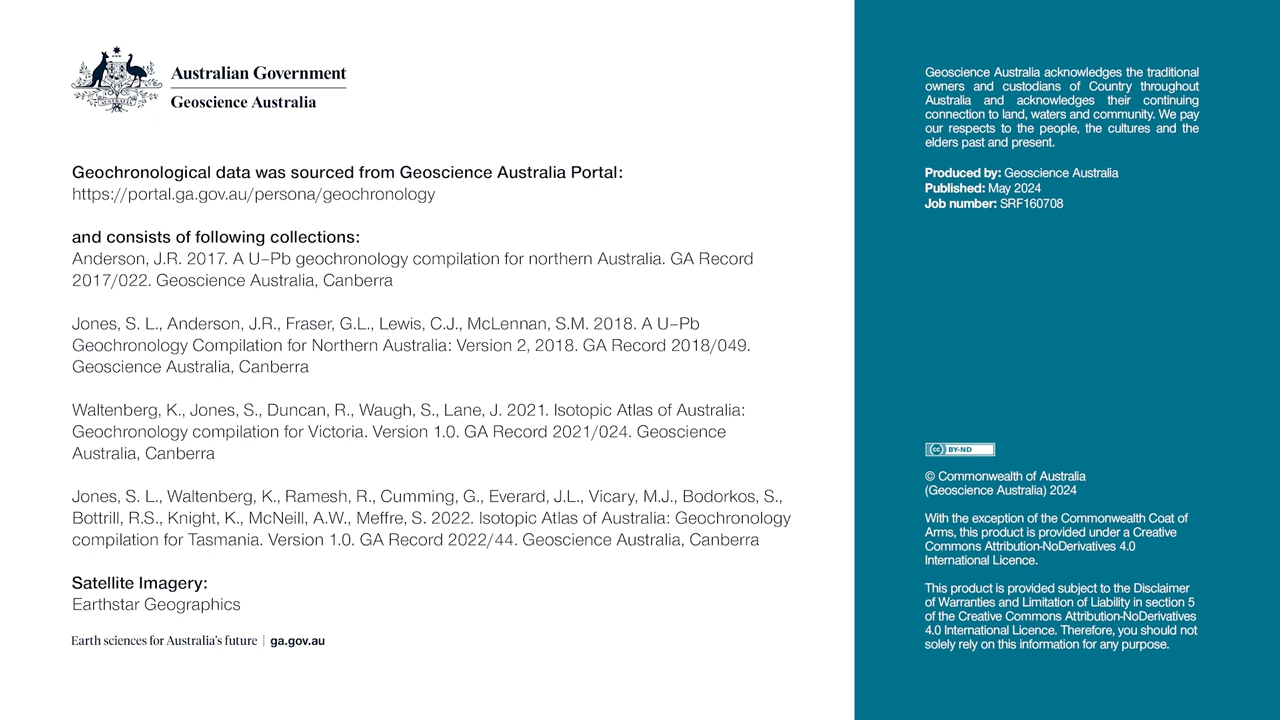 Australian Government
Geoscience Australia
Geochronological data was sourced from Geoscience Australia Portal:
https://portal.ga.gov.au/persona/geochronology
and consists of following collections:
Anderson, J.R. 2017. A U–Pb geochronology compilation for northern Australia. GA Record
2017/022. Geoscience Australia, Canberra
Jones, S. L., Anderson, J.R., Fraser, G.L., Lewis, C.J., McLennan, S.M. 2018. A U–Pb
Geochronology Compilation for Northern Australia: Version 2, 2018. GA Record 2018/049.
Geoscience Australia, Canberra
Waltenberg, K., Jones, S., Duncan, R., Waugh, S., Lane, J. 2021. Isotopic Atlas of Australia:
Geochronology compilation for Victoria. Version 1.0. GA Record 2021/024. Geoscience
Australia, Canberra
Jones, S. L., Waltenberg, K., Ramesh, R., Cumming, G., Everard, J.L., Vicary, M.J., Bodorkos, S.,
Bottrill, R.S., Knight, K., McNeill, A.W., Meffre, S. 2022. Isotopic Atlas of Australia: Geochronology
compilation for Tasmania. Version 1.0. GA Record 2022/44. Geoscience Australia, Canberra
Satellite Imagery:
Earthstar Geographics
Earth sciences for Australia's future | ga.gov.au
Geoscience Australia acknowledges the traditional
owners and custodians of Country throughout
Australia and acknowledges their continuing
connection to land, waters and community. We pay
our respects to the people, the cultures and the
elders past and present.
Produced by: Geoscience Australia
Published: May 2024
Job number: SRF160708
cc BY-ND
© Commonwealth of Australia
(Geoscience Australia) 2024
With the exception of the Commonwealth Coat of
Arms, this product is provided under a Creative
Commons Attribution-NoDerivatives 4.0
International Licence.
This product is provided subject to the Disclaimer
of Warranties and Limitation of Liability in section 5
of the Creative Commons Attribution-NoDerivatives
4.0 International Licence. Therefore, you should not
solely rely on this information for any purpose.